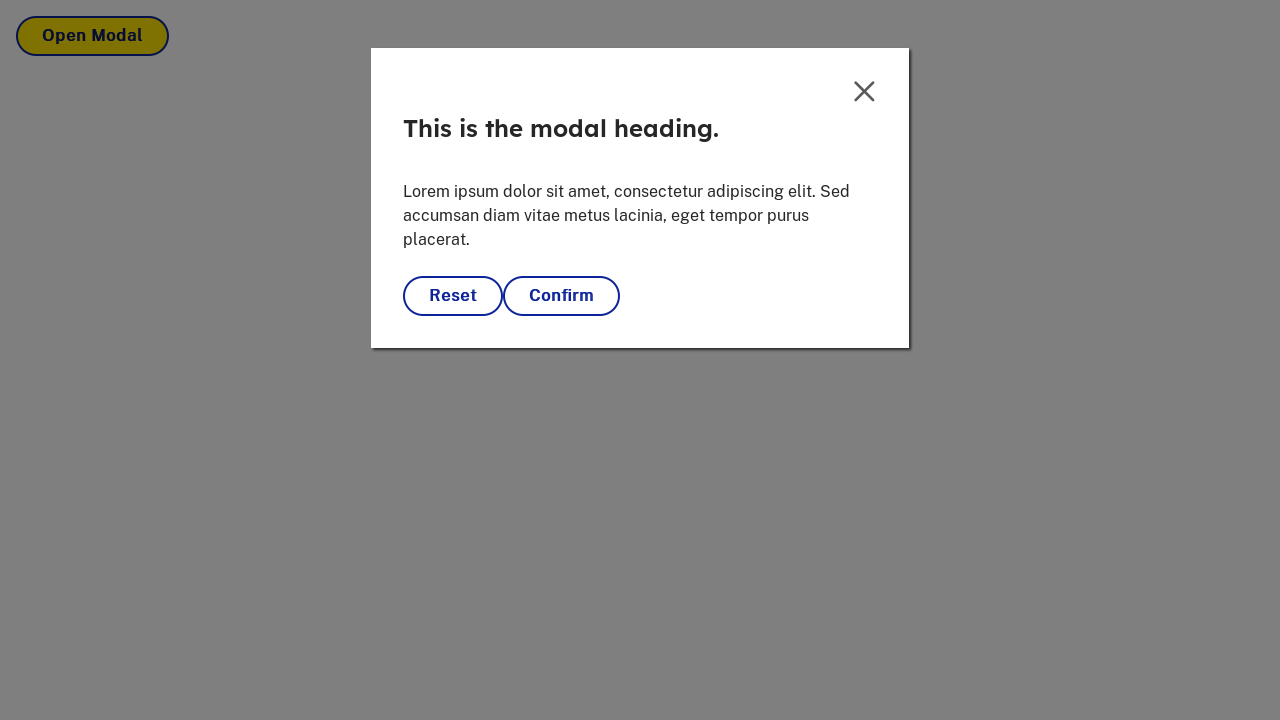 Open Modal
This is the modal heading.
Lorem ipsum dolor sit amet, consectetur adipiscing elit. Sed
accumsan diam vitae metus lacinia, eget tempor purus
placerat.
Reset Confirm